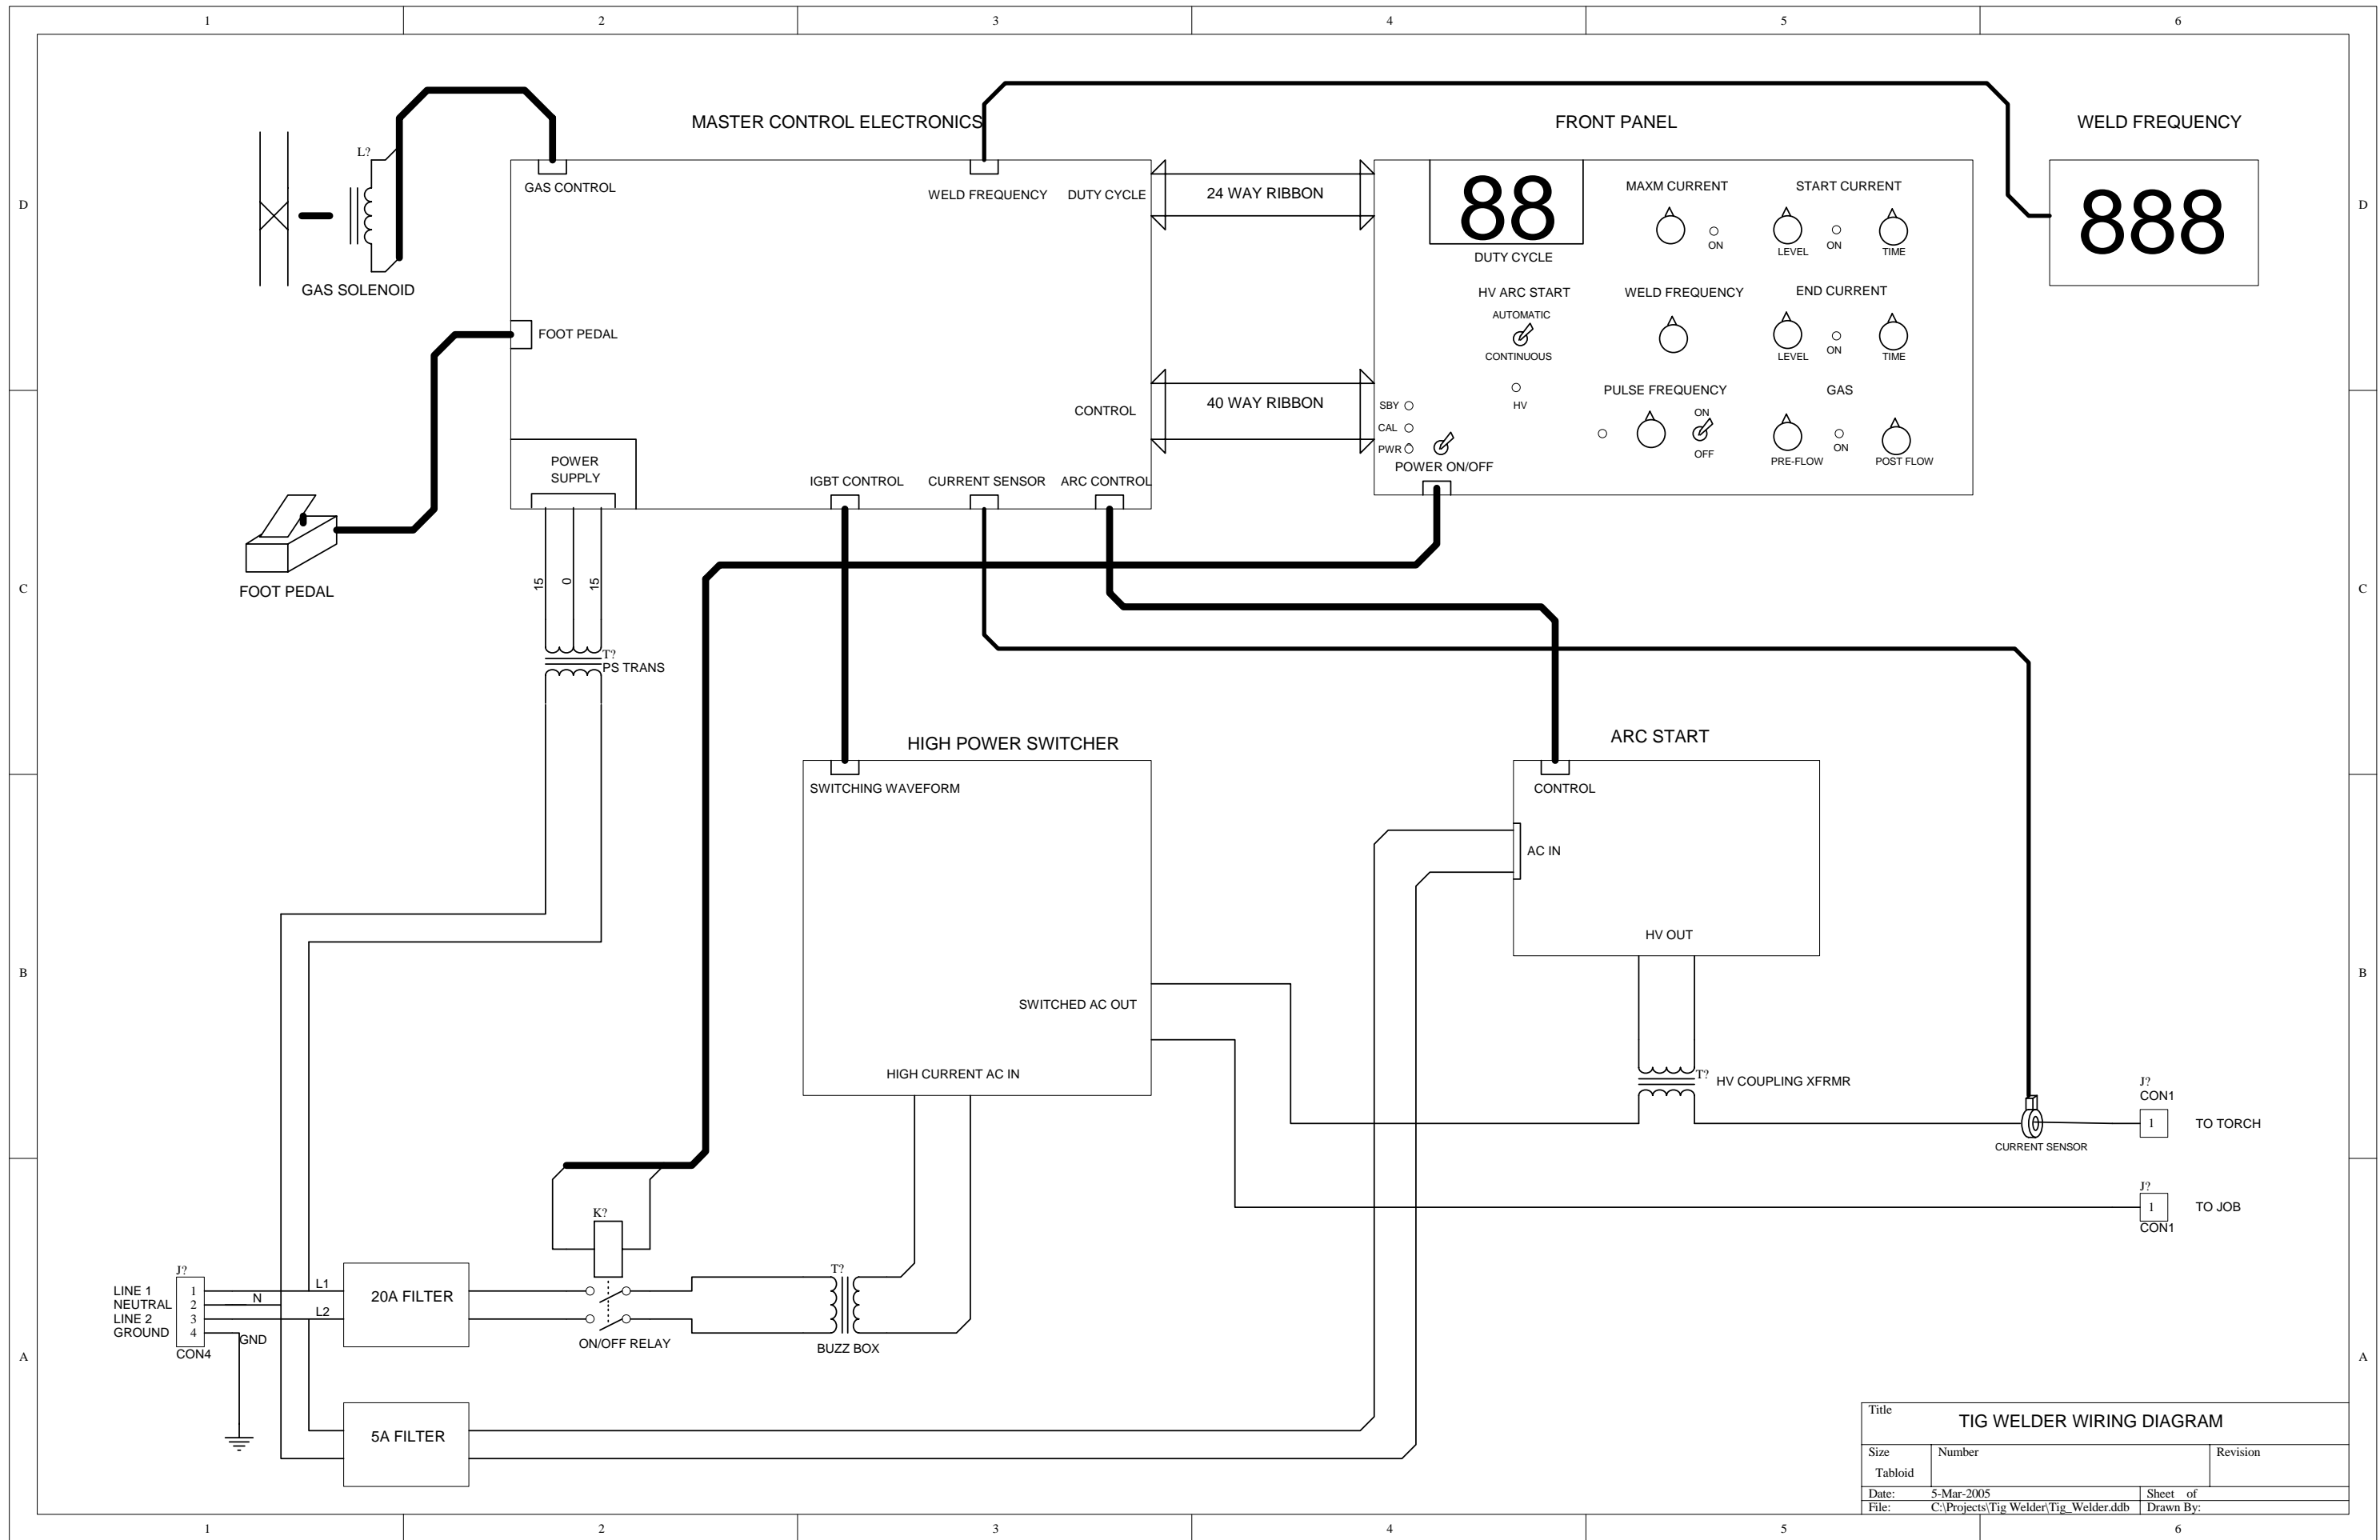 1 2 3 4 5 6
MASTER CONTROL ELECTRONICS
FRONT PANEL
WELD FREQUENCY
D
D
L?
GAS SOLENOID
GAS CONTROL
WELD FREQUENCY
DUTY CYCLE
FOOT PEDAL
CONTROL
POWER
SUPPLY
IGBT CONTROL
CURRENT SENSOR
ARC CONTROL
24 WAY RIBBON
40 WAY RIBBON
88
DUTY CYCLE
HV ARC START
AUTOMATIC
CONTINUOUS
HV
SBY
CAL
PWR
POWER ON/OFF
MAXM CURRENT
ON
WELD FREQUENCY
PULSE FREQUENCY
ON
OFF
START CURRENT
LEVEL
ON
TIME
END CURRENT
LEVEL
ON
TIME
GAS
PRE-FLOW
ON
POST FLOW
888
C
C
FOOT PEDAL
15
0
15
T?
PS TRANS
HIGH POWER SWITCHER
SWITCHING WAVEFORM
SWITCHED AC OUT
HIGH CURRENT AC IN
ARC START
CONTROL
AC IN
HV OUT
B
B
T?
HV COUPLING XFRMR
CURRENT SENSOR
J?
CON1
1
TO TORCH
J?
1
CON1
TO JOB
K?
ON/OFF RELAY
T?
BUZZ BOX
J?
LINE 1 1
NEUTRAL 2
LINE 2 3
GROUND 4
CON4
L1
N
L2
GND
20A FILTER
5A FILTER
A
A
Title
TIG WELDER WIRING DIAGRAM
Size
Number
Revision
Tabloid
Date: 5-Mar-2005 Sheet of
File: C:\Projects\Tig Welder\Tig_Welder.ddb Drawn By:
1 2 3 4 5 6